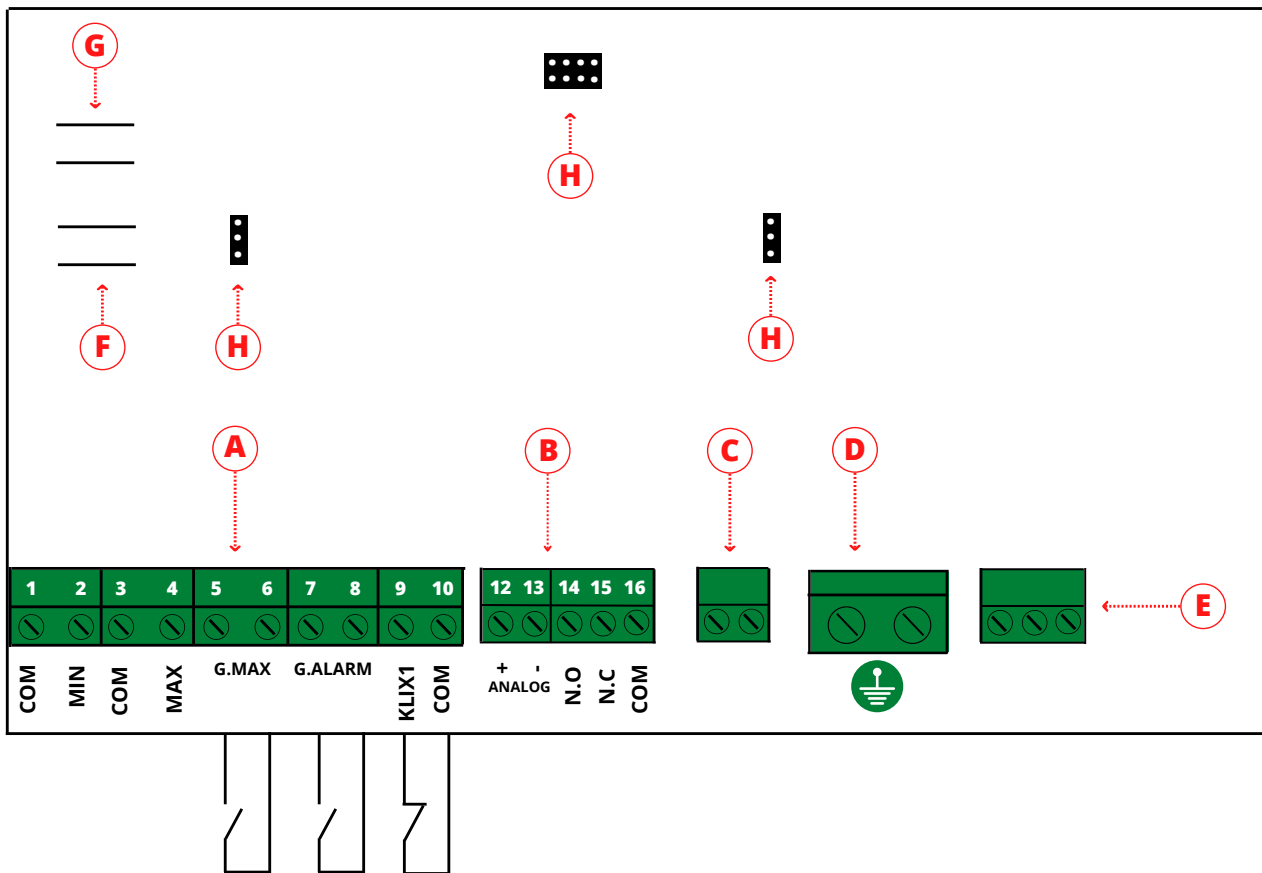 G
H
F
H
H
A
B
C
D
1 2 3 4 5 6 7 8 9 10
12 13 14 15 16
E
COM
MIN
COM
MAX
G.MAX
G.ALARM
KLIX1
COM
+ -
ANALOG
N.O
N.C
COM